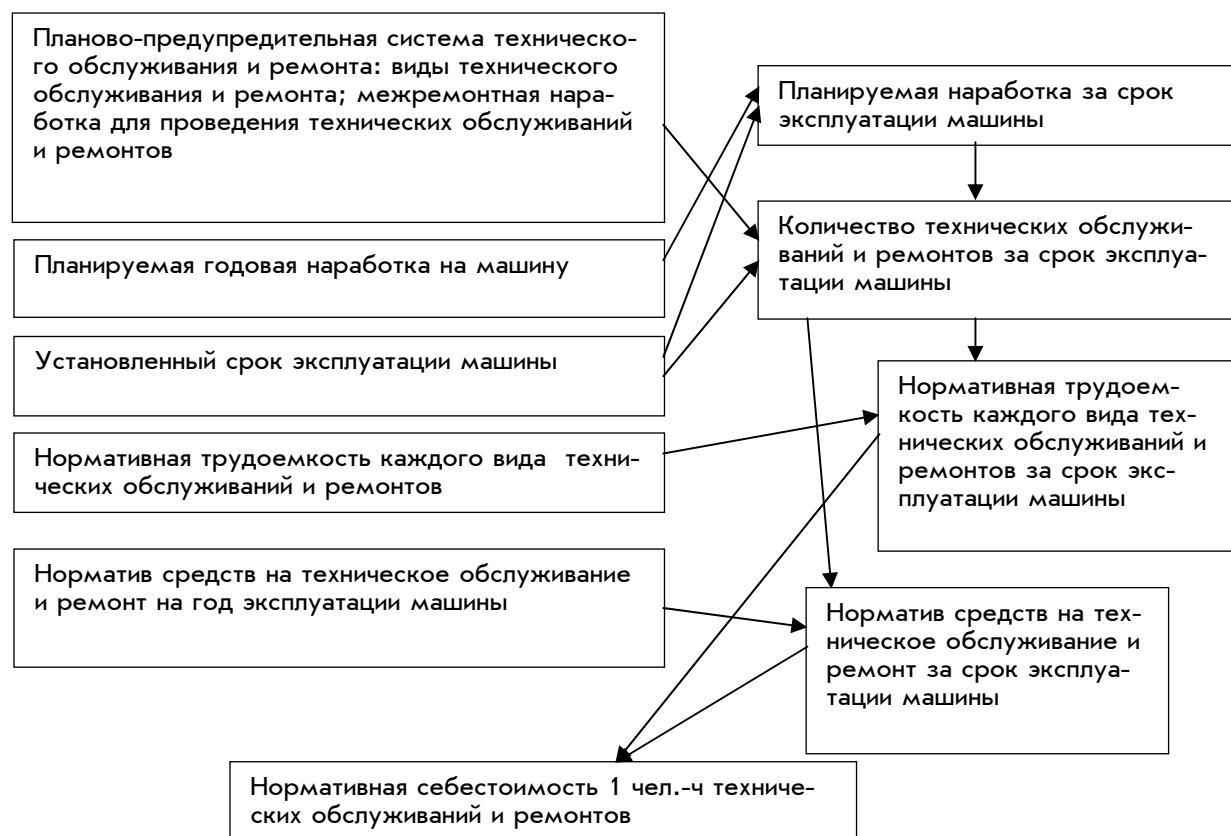 Планово-предупредительная система техническо-
го обслуживания и ремонта: виды технического
обслуживания и ремонта; межремонтная нара-
ботка для проведения технических обслуживаний
и ремонтов
Планируемая наработка за срок
эксплуатации машины
Количество технических обслужи-
ваний и ремонтов за срок эксплуа-
тации машины
Планируемая годовая наработка на машину
Установленный срок эксплуатации машины
Нормативная трудоем-
кость каждого вида тех-
нических обслуживаний и
ремонтов за срок экс-
плуатации машины
Нормативная трудоемкость каждого вида техни-
ческих обслуживаний и ремонтов
Норматив средств на техническое обслуживание
и ремонт на год эксплуатации машины
Норматив средств на тех-
ническое обслуживание и
ремонт за срок эксплуа-
тации машины
Нормативная себестоимость 1 чел.-ч техниче-
ских обслуживаний и ремонтов